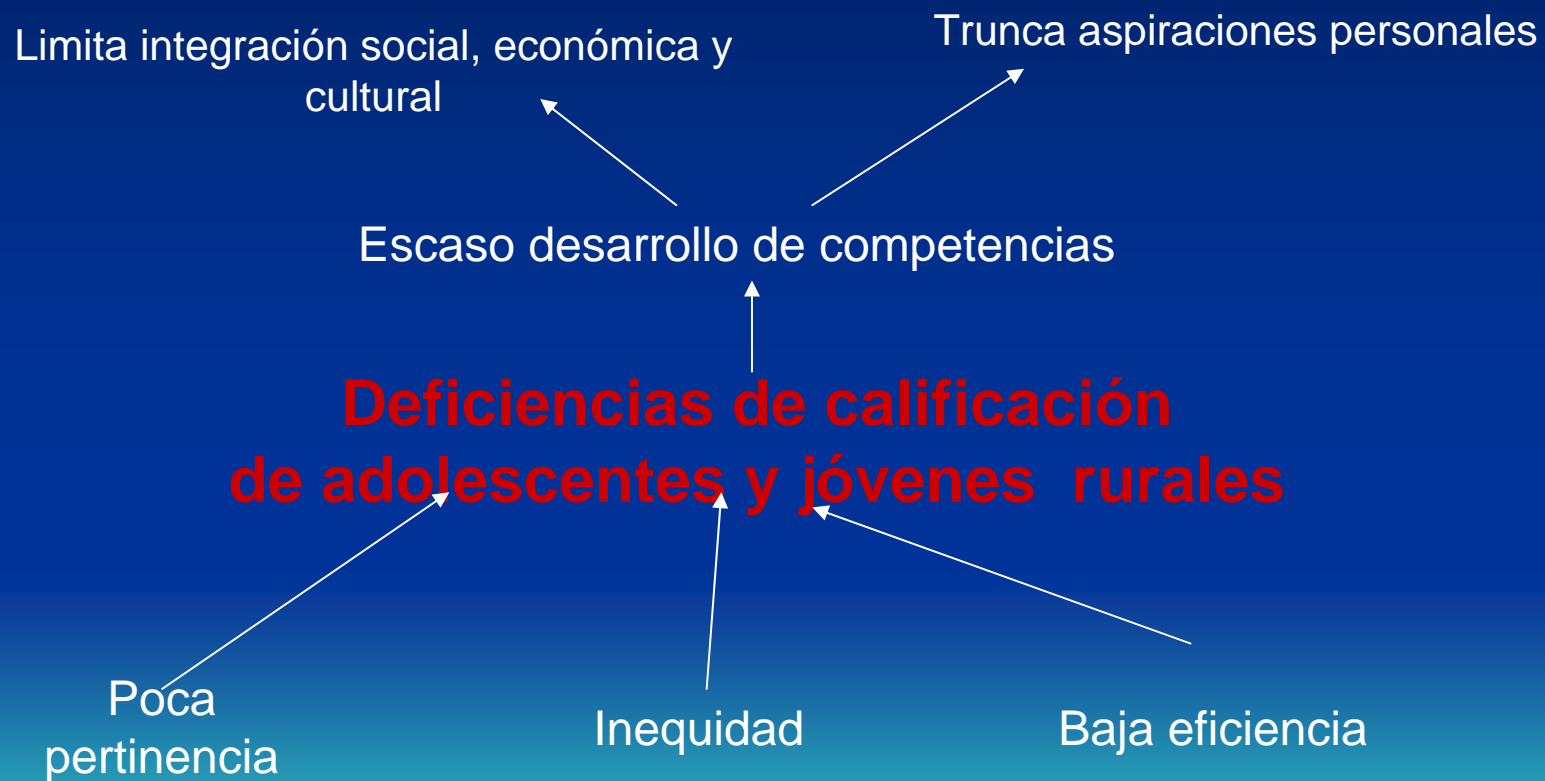 Limita integración social, económica y
cultural
Trunca aspiraciones personales
Escaso desarrollo de competencias
Deficiencias de calificación
de adolescentes y jóvenes rurales
Poca
pertinencia
Inequidad
Baja eficiencia